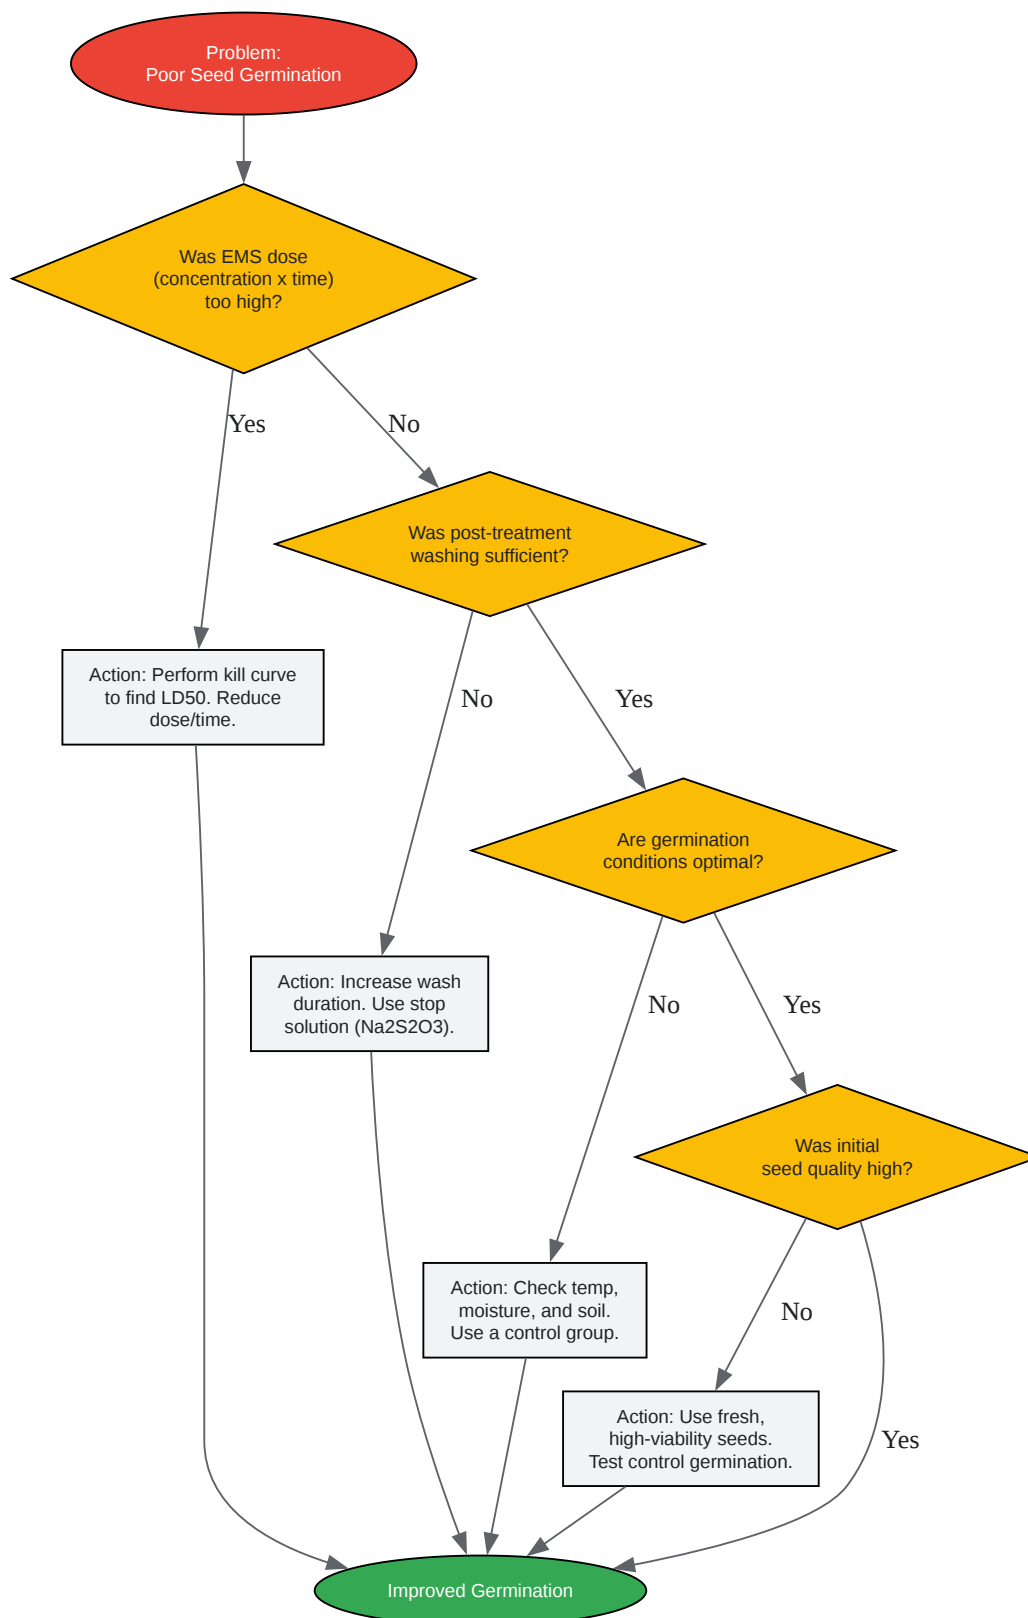 Problem:
Poor Seed Germination
Was EMS dose
(concentration x time)
too high?
Yes
No
Was post-treatment
washing sufficient?
Action: Perform kill curve
to find LD50. Reduce
dose/time.
No
Yes
Are germination
conditions optimal?
Action: Increase wash
duration. Use stop
solution (Na2S2O3).
No
Yes
Was initial
seed quality high?
Action: Check temp,
moisture, and soil.
Use a control group.
No
Action: Use fresh,
high-viability seeds.
Test control germination.
Yes
Improved Germination